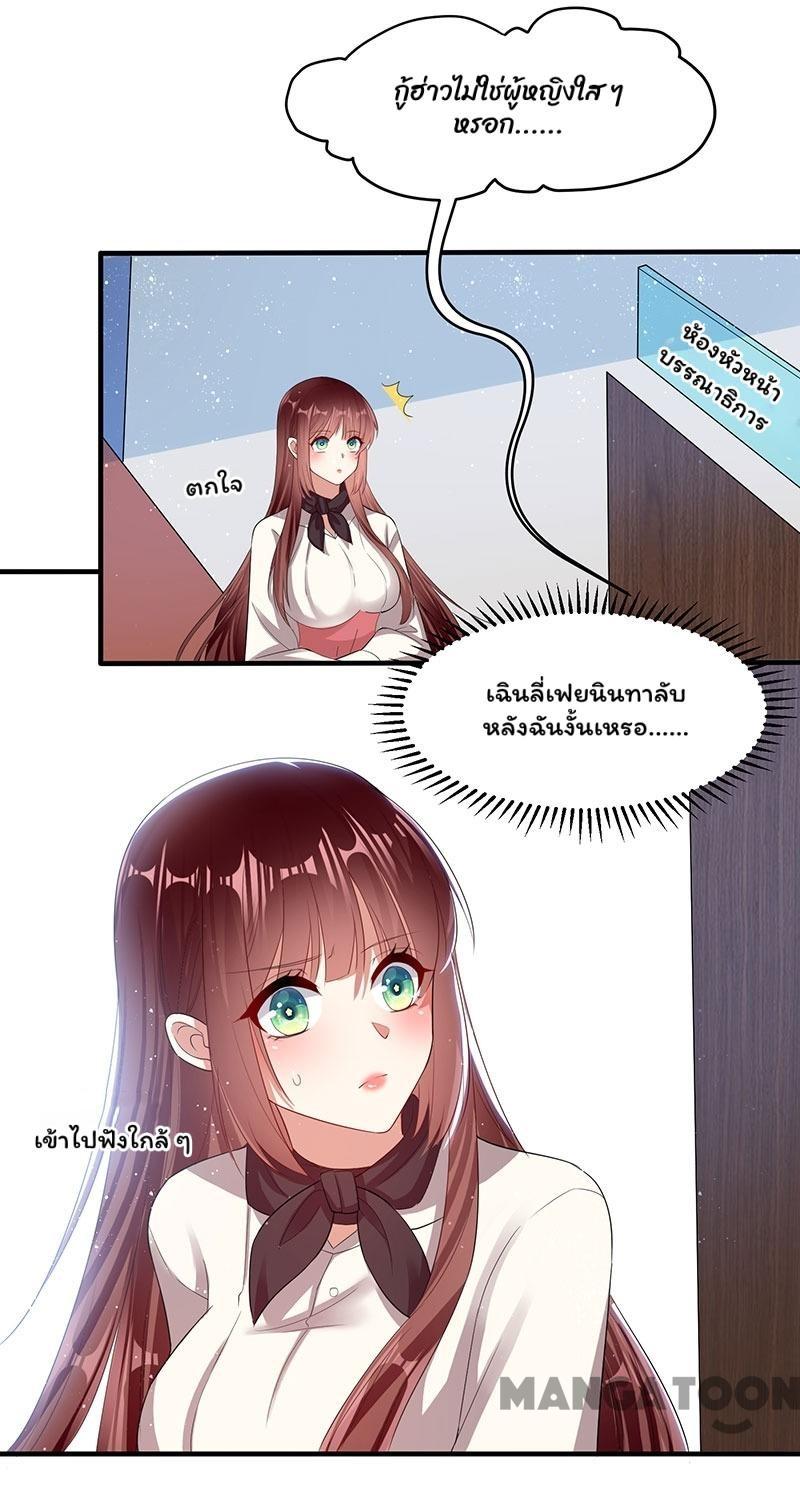 กู้ฮ่าวไม่ใช่ผู้หญิงใส ๆ
หรอก......
ห้องหัวหน้า
บรรณาธิการ
ตกใจ
เฉินลี่เฟยนินทาลับ
หลังฉันงั้นเหรอ......
เข้าไปฟังใกล้ ๆ
MANGATOON